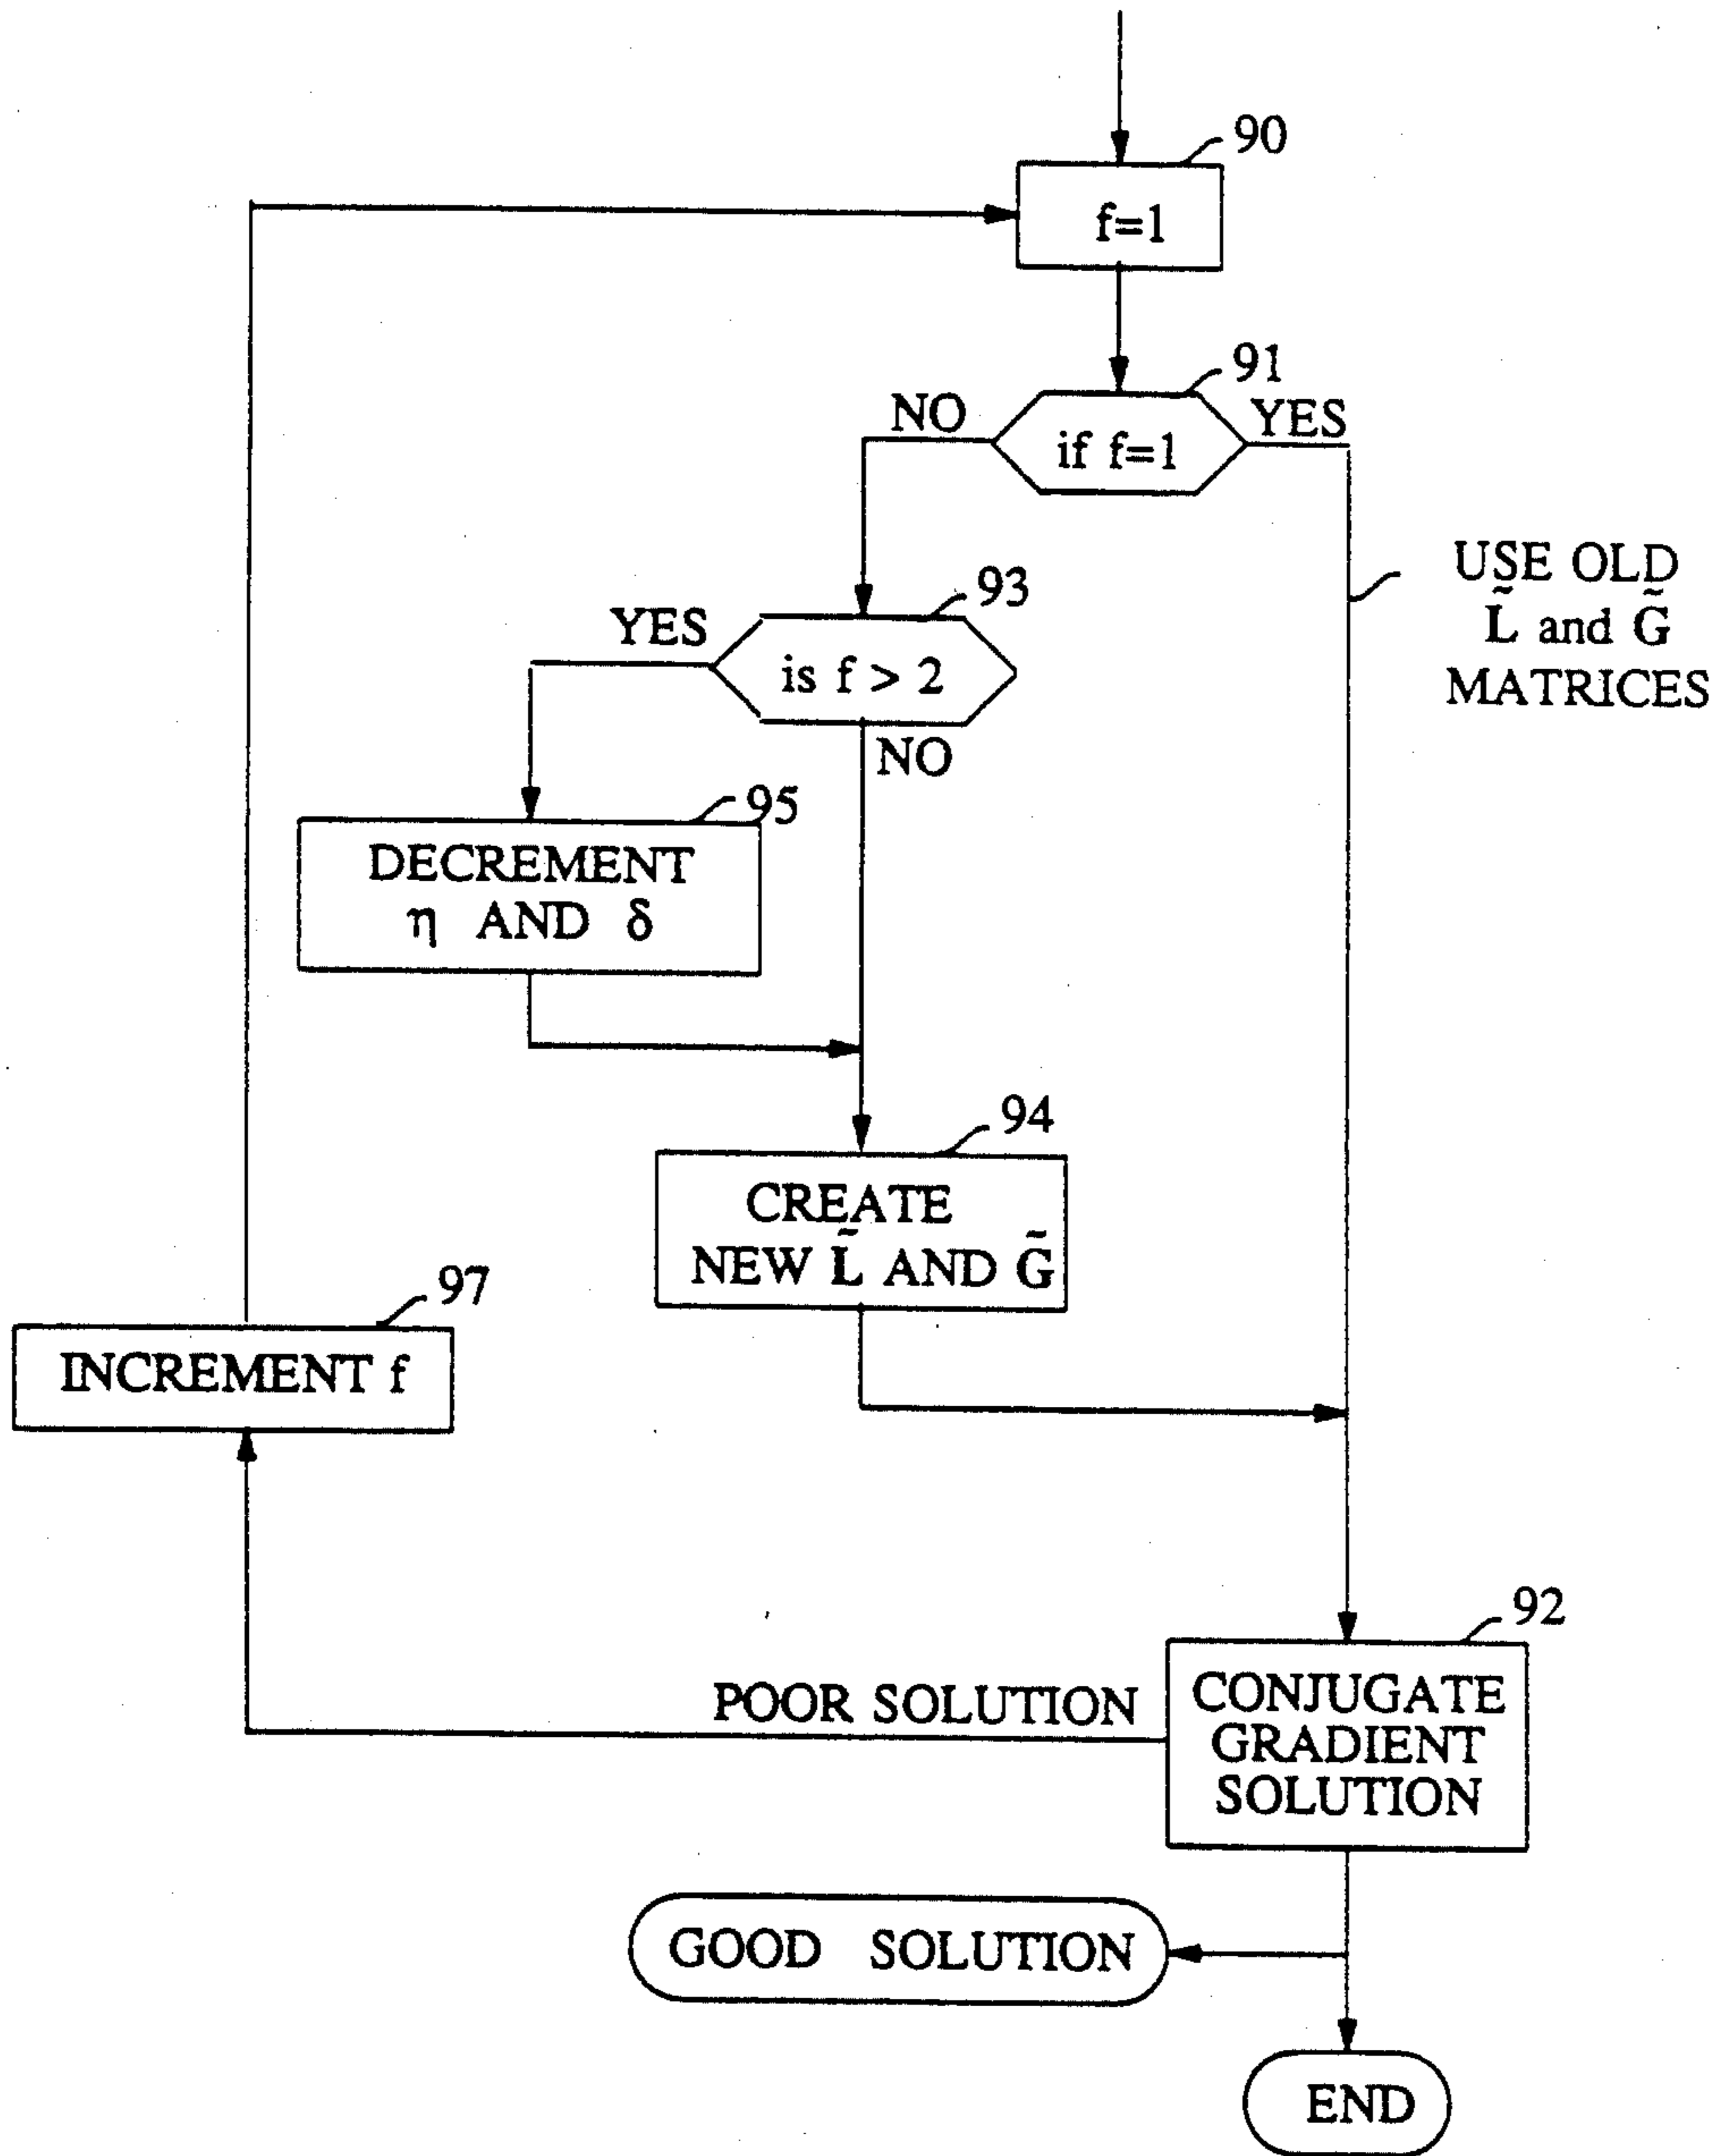 90
f=1
91
NO
YES
if f=1
USE OLD
L̃ and G̃
MATRICES
93
YES
is f > 2
NO
95
DECREMENT
η AND δ
94
CREATE
NEW L̃ AND G̃
97
INCREMENT f
92
POOR SOLUTION
CONJUGATE
GRADIENT
SOLUTION
GOOD SOLUTION
END